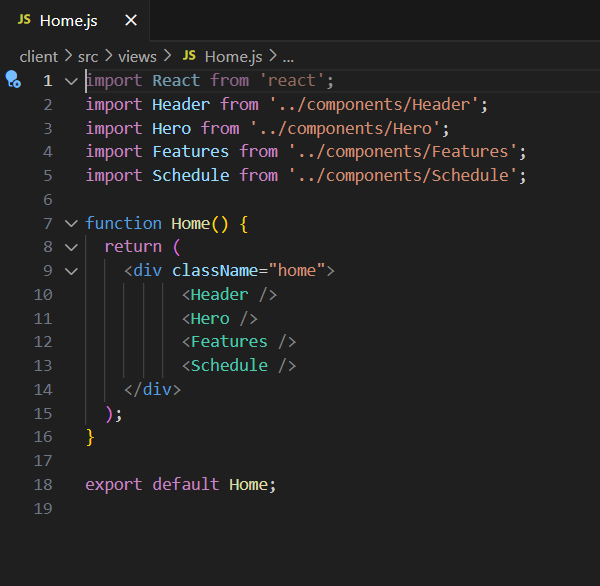 JS Home.js ×
client > src > views > JS Home.js > ...
1 import React from 'react';
2 import Header from '../components/Header';
3 import Hero from '../components/Hero';
4 import Features from '../components/Features';
5 import Schedule from '../components/Schedule';
6
7 function Home() {
8   return (
9     <div className="home">
10           <Header />
11           <Hero />
12           <Features />
13           <Schedule />
14     </div>
15   );
16 }
17
18 export default Home;
19